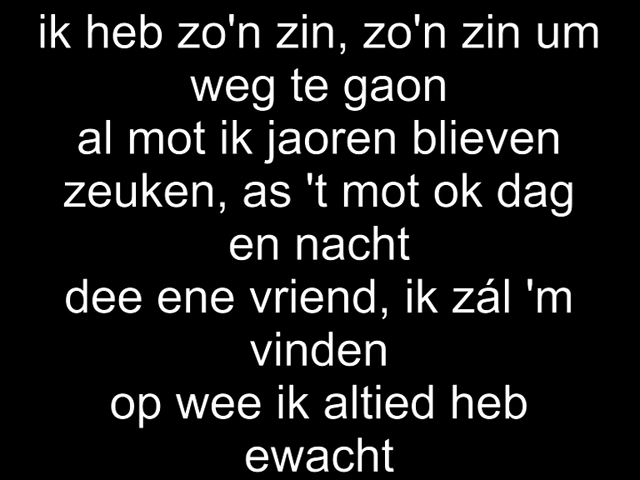 ik heb zo'n zin, zo'n zin um
weg te gaon
al mot ik jaoren blieven
zeuken, as 't mot ok dag
en nacht
dee ene vriend, ik zál 'm
vinden
op wee ik altied heb
ewacht